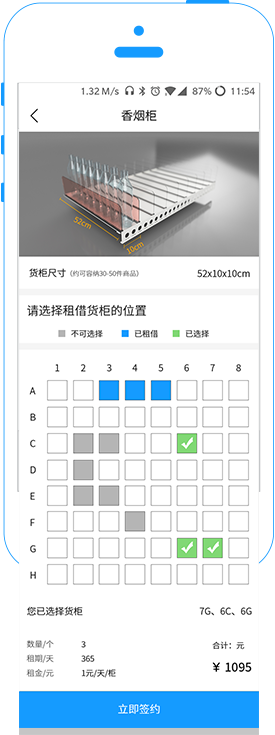 1.32 M/s 87% 11:54
香烟柜
52cm
10cm
货柜尺寸 (约可容纳30-50件商品) 52x10x10cm
请选择租借货柜的位置
不可选择 已租借 已选择
1 2 3 4 5 6 7 8
A
B
C
D
E
F
G
H
您已选择货柜 7G、6C、6G
数量/个 3 合计：元
租期/天 365
租金/元 1元/天/柜 ¥ 1095
立即签约